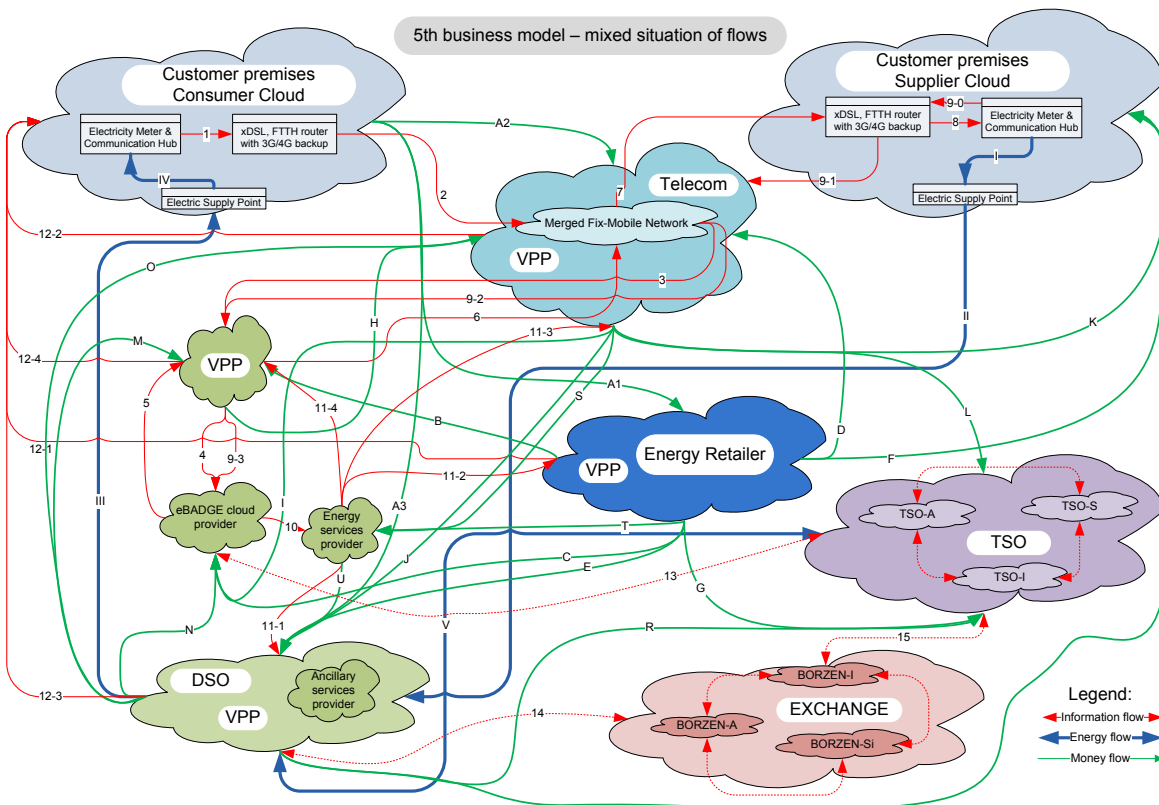 5th business model – mixed situation of flows
Customer premises
Consumer Cloud
Customer premises
Supplier Cloud
Electricity Meter &
Communication Hub
1
xDSL, FTTH router
with 3G/4G backup
A2
xDSL, FTTH router
with 3G/4G backup
9-0
8
Electricity Meter &
Communication Hub
IV
Electric Supply Point
2
7
Telecom
9-1
I
Electric Supply Point
Merged Fix-Mobile Network
12-2
VPP
O
3
9-2
6
H
11-3
II
K
M
12-4
VPP
5
11-4
A1
S
B
L
D
F
12-1
4
9-3
11-2
VPP
Energy Retailer
III
eBADGE cloud
provider
10
I
Energy
services
provider
A3
T
TSO-A
TSO-S
TSO
TSO-I
U
J
C
E
13
G
N
11-1
V
R
15
12-3
DSO
VPP
Ancillary
services
provider
14
BORZEN-I
EXCHANGE
BORZEN-A
BORZEN-Si
Legend:
Information flow
Energy flow
Money flow